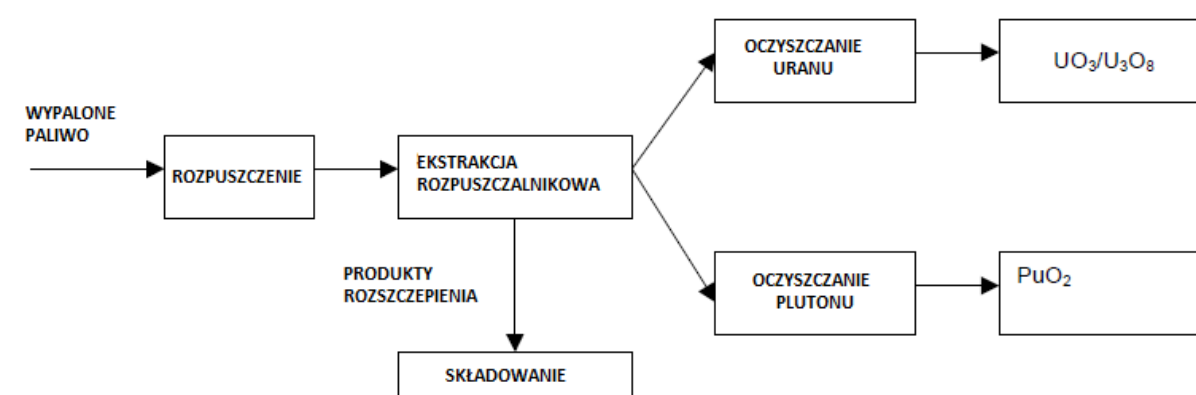 WYPALONE
PALIWO
ROZPUSZCZENIE
EKSTRAKCJA
ROZPUSZCZALNIKOWA
OCZYSZCZANIE
URANU
UO₃/U₃O₈
PRODUKTY
ROZSZCZEPIENIA
OCZYSZCZANIE
PLUTONU
PuO₂
SKŁADOWANIE